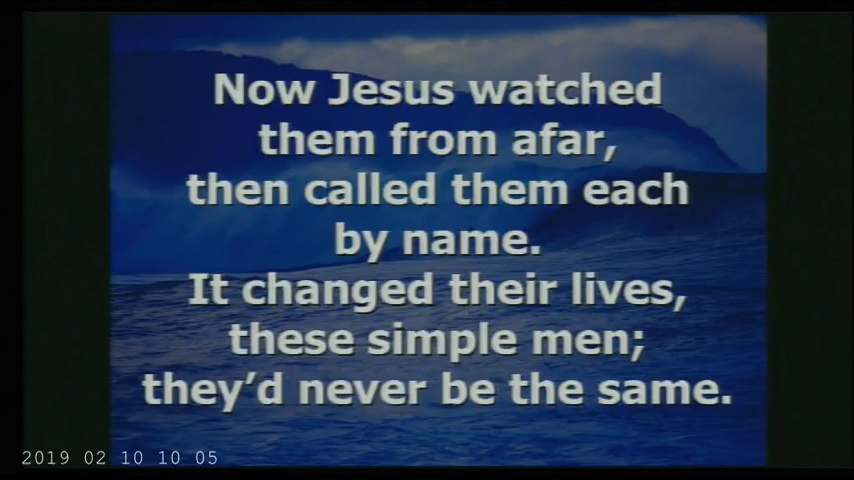 Now Jesus watched
them from afar,
then called them each
by name.
It changed their lives,
these simple men;
they’d never be the same.
2019 02 10 10 05